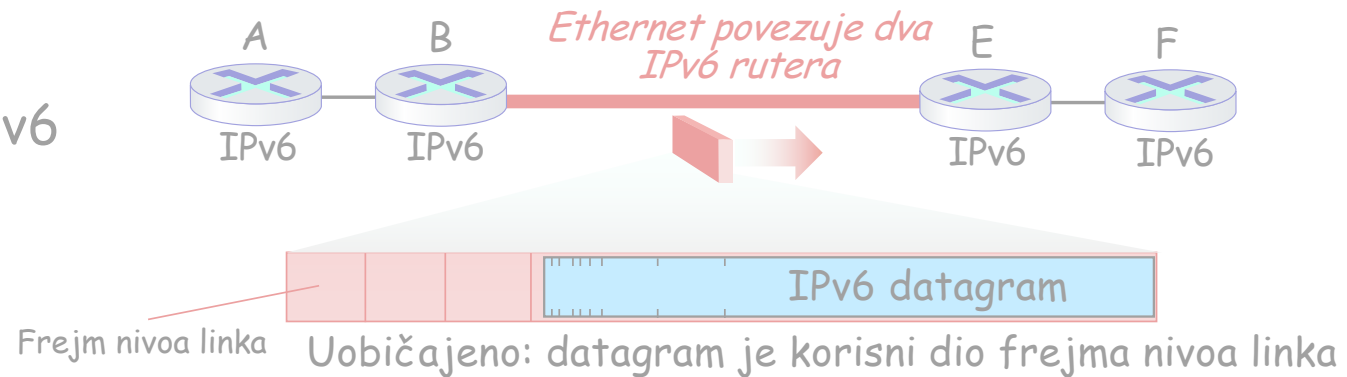 A
B
Ethernet povezuje dva
IPv6 rutera
E
F
v6
IPv6
IPv6
IPv6
IPv6
IPv6 datagram
Frejm nivoa linka
Uobičajeno: datagram je korisni dio frejma nivoa linka